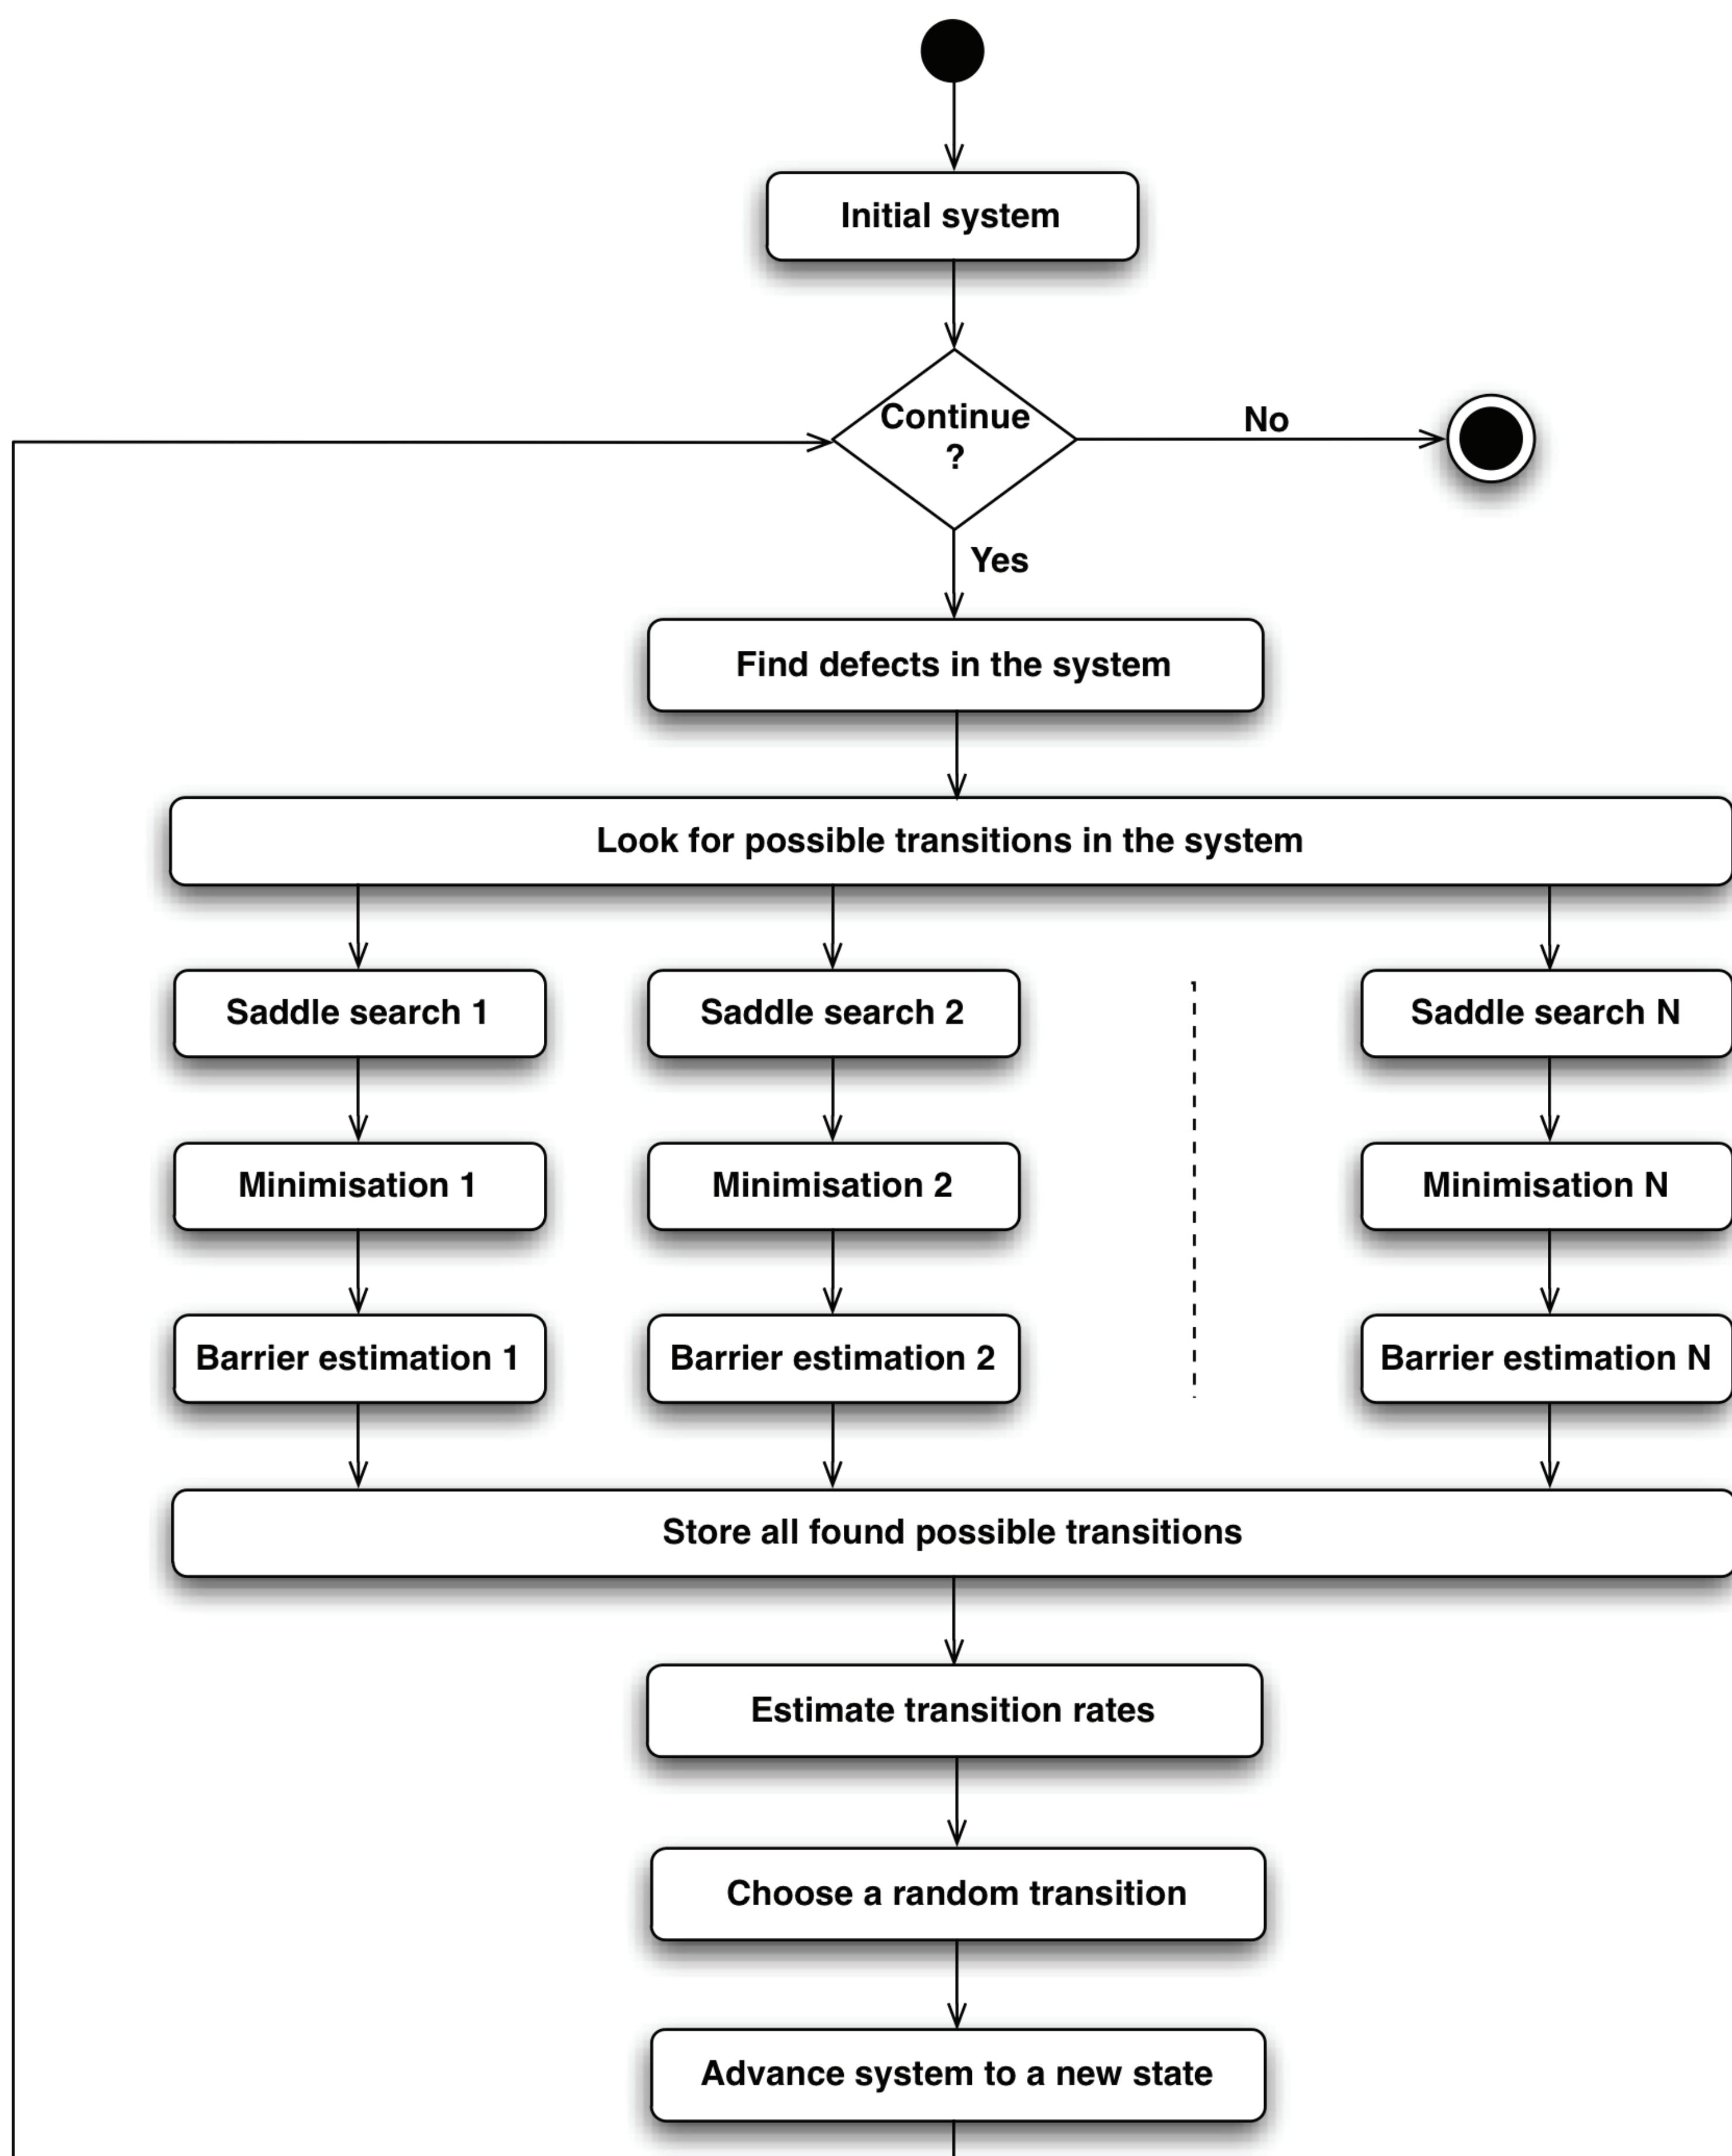 Initial system
Continue
?
No
Yes
Find defects in the system
Look for possible transitions in the system
Saddle search 1
Saddle search 2
Saddle search N
Minimisation 1
Minimisation 2
Minimisation N
Barrier estimation 1
Barrier estimation 2
Barrier estimation N
Store all found possible transitions
Estimate transition rates
Choose a random transition
Advance system to a new state